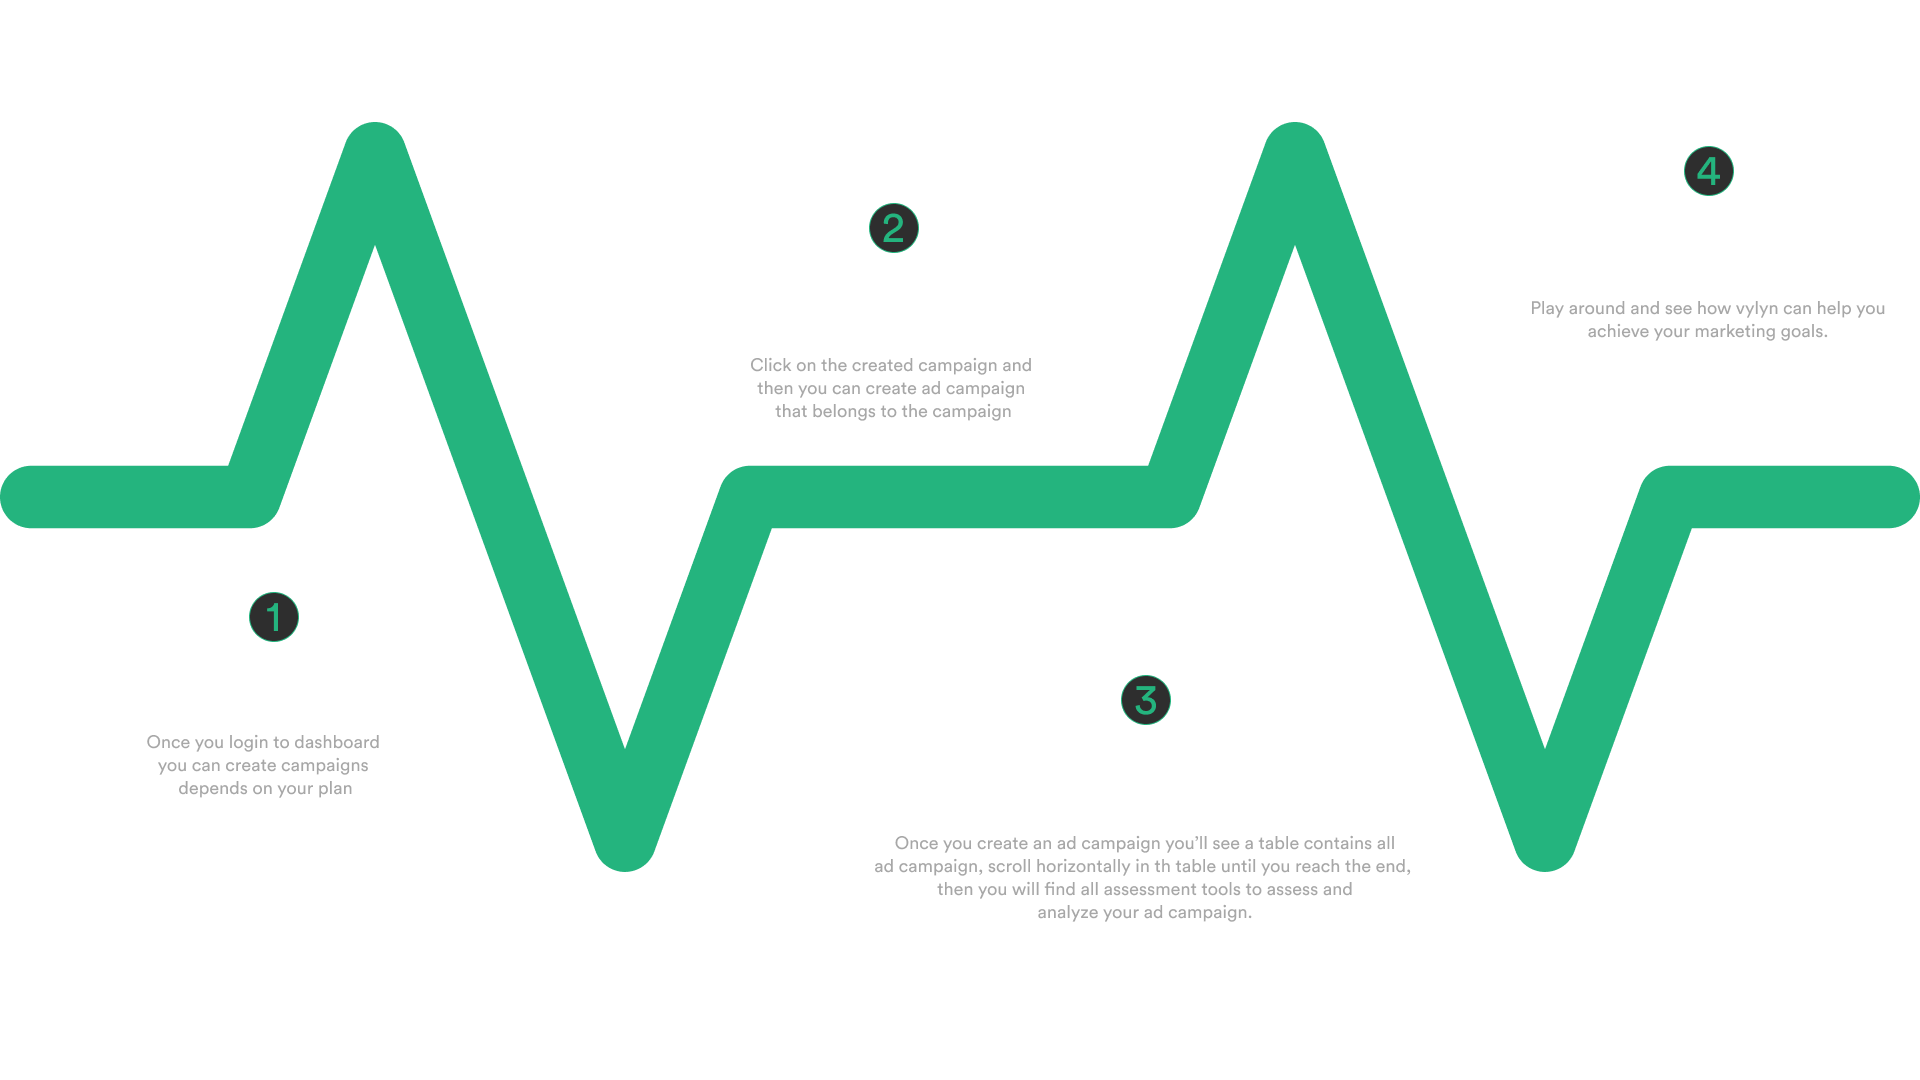 1
Once you login to dashboard
you can create campaigns
depends on your plan
2
Click on the created campaign and
then you can create ad campaign
that belongs to the campaign
3
Once you create an ad campaign you’ll see a table contains all
ad campaign, scroll horizontally in th table until you reach the end,
then you will find all assessment tools to assess and
analyze your ad campaign.
4
Play around and see how vylyn can help you
achieve your marketing goals.